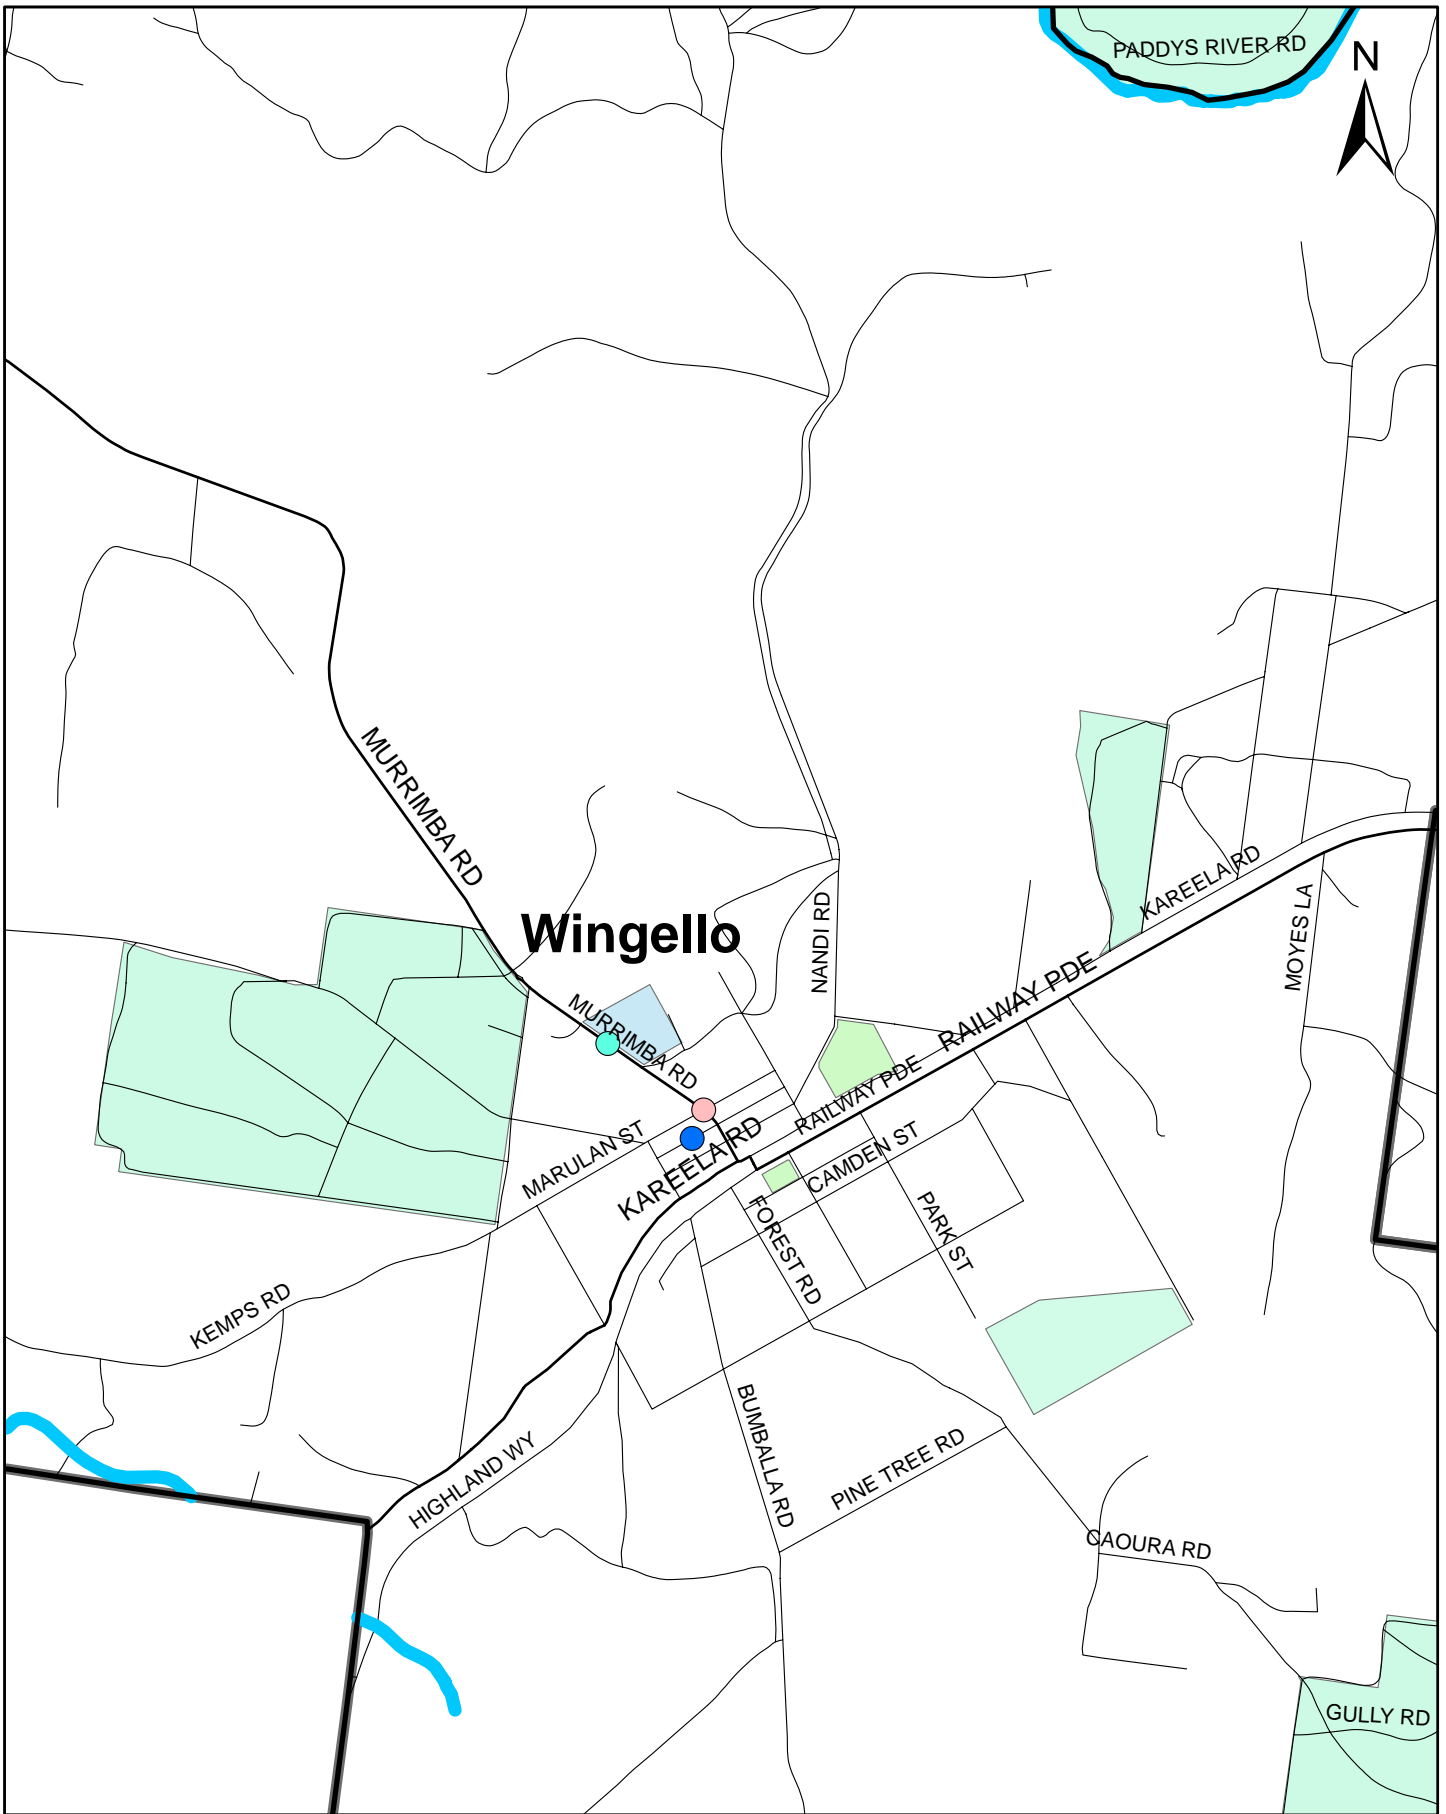 PADDYS RIVER RD
N
MURRIMBA RD
KAREELA RD
Wingello
NANDI RD
MOYES LA
RAILWAY PDE
MURRIMBA RD
RAILWAY PDE
MARULAN ST
KAREELA RD
CAMDEN ST
FOREST RD
PARK ST
KEMPS RD
BUMBALLA RD
HIGHLAND WY
PINE TREE RD
CAOURA RD
GULLY RD